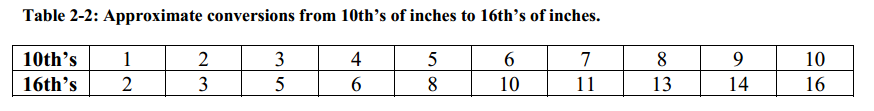 Table 2-2: Approximate conversions from 10th’s of inches to 16th’s of inches.
10th’s 1 2 3 4 5 6 7 8 9 10
16th’s 2 3 5 6 8 10 11 13 14 16